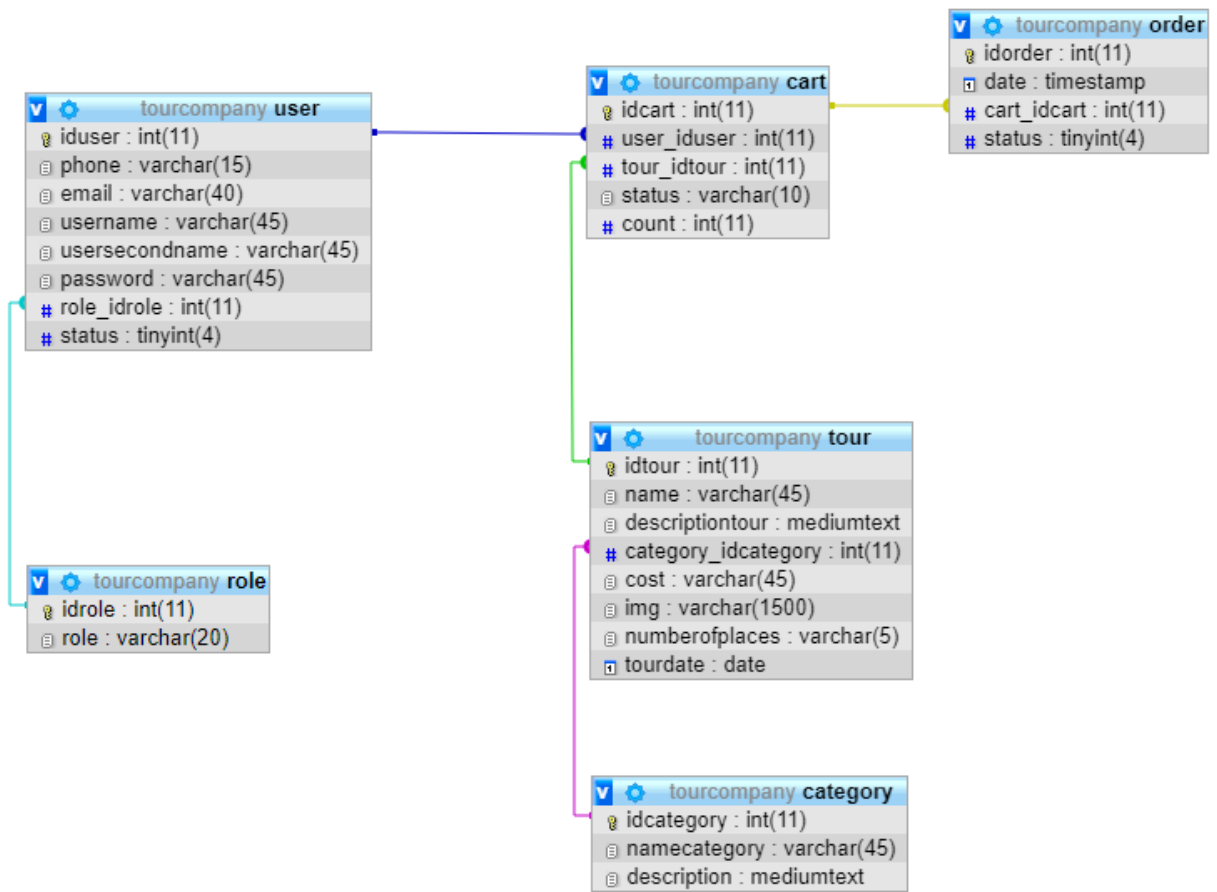 tourcompany user
iduser : int(11)
phone : varchar(15)
email : varchar(40)
username : varchar(45)
usersecondname : varchar(45)
password : varchar(45)
role_idrole : int(11)
status : tinyint(4)
tourcompany role
idrole : int(11)
role : varchar(20)
tourcompany cart
idcart : int(11)
user_iduser : int(11)
tour_idtour : int(11)
status : varchar(10)
count : int(11)
tourcompany order
idorder : int(11)
date : timestamp
cart_idcart : int(11)
status : tinyint(4)
tourcompany tour
idtour : int(11)
name : varchar(45)
descriptiontour : mediumtext
category_idcategory : int(11)
cost : varchar(45)
img : varchar(1500)
numberofplaces : varchar(5)
tourdate : date
tourcompany category
idcategory : int(11)
namecategory : varchar(45)
description : mediumtext